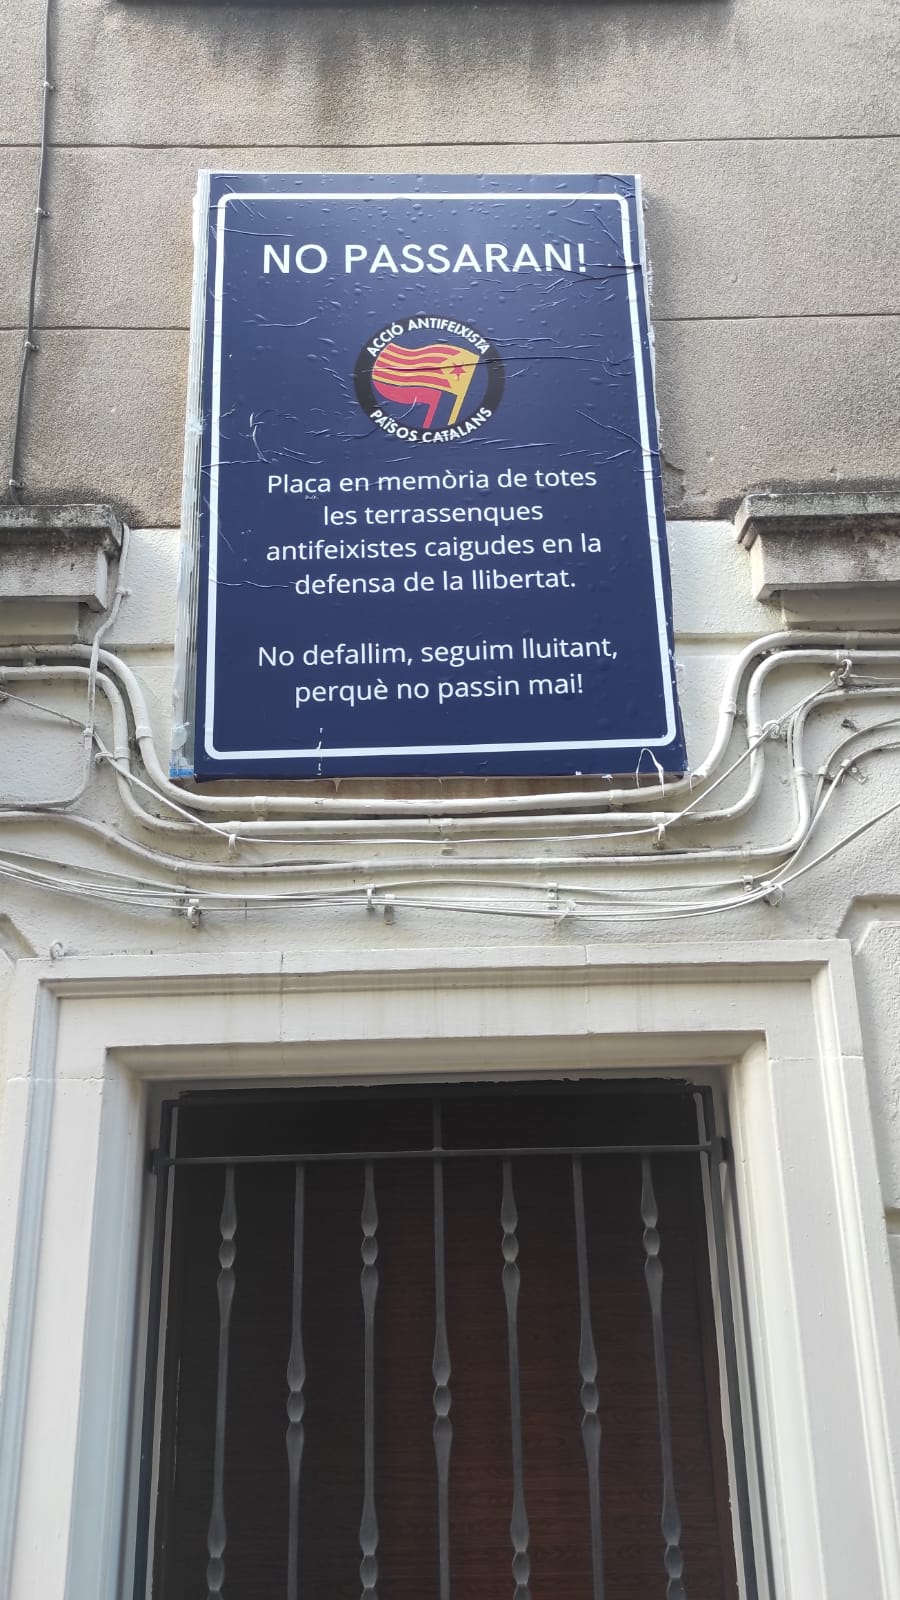 NO PASSARAN!
ACCIÓ ANTIFEIXISTA
PAÏSOS CATALANS
Placa en memòria de totes
les terrassenques
antifeixistes caigudes en la
defensa de la llibertat.
No defallim, seguim lluitant,
perquè no passin mai!